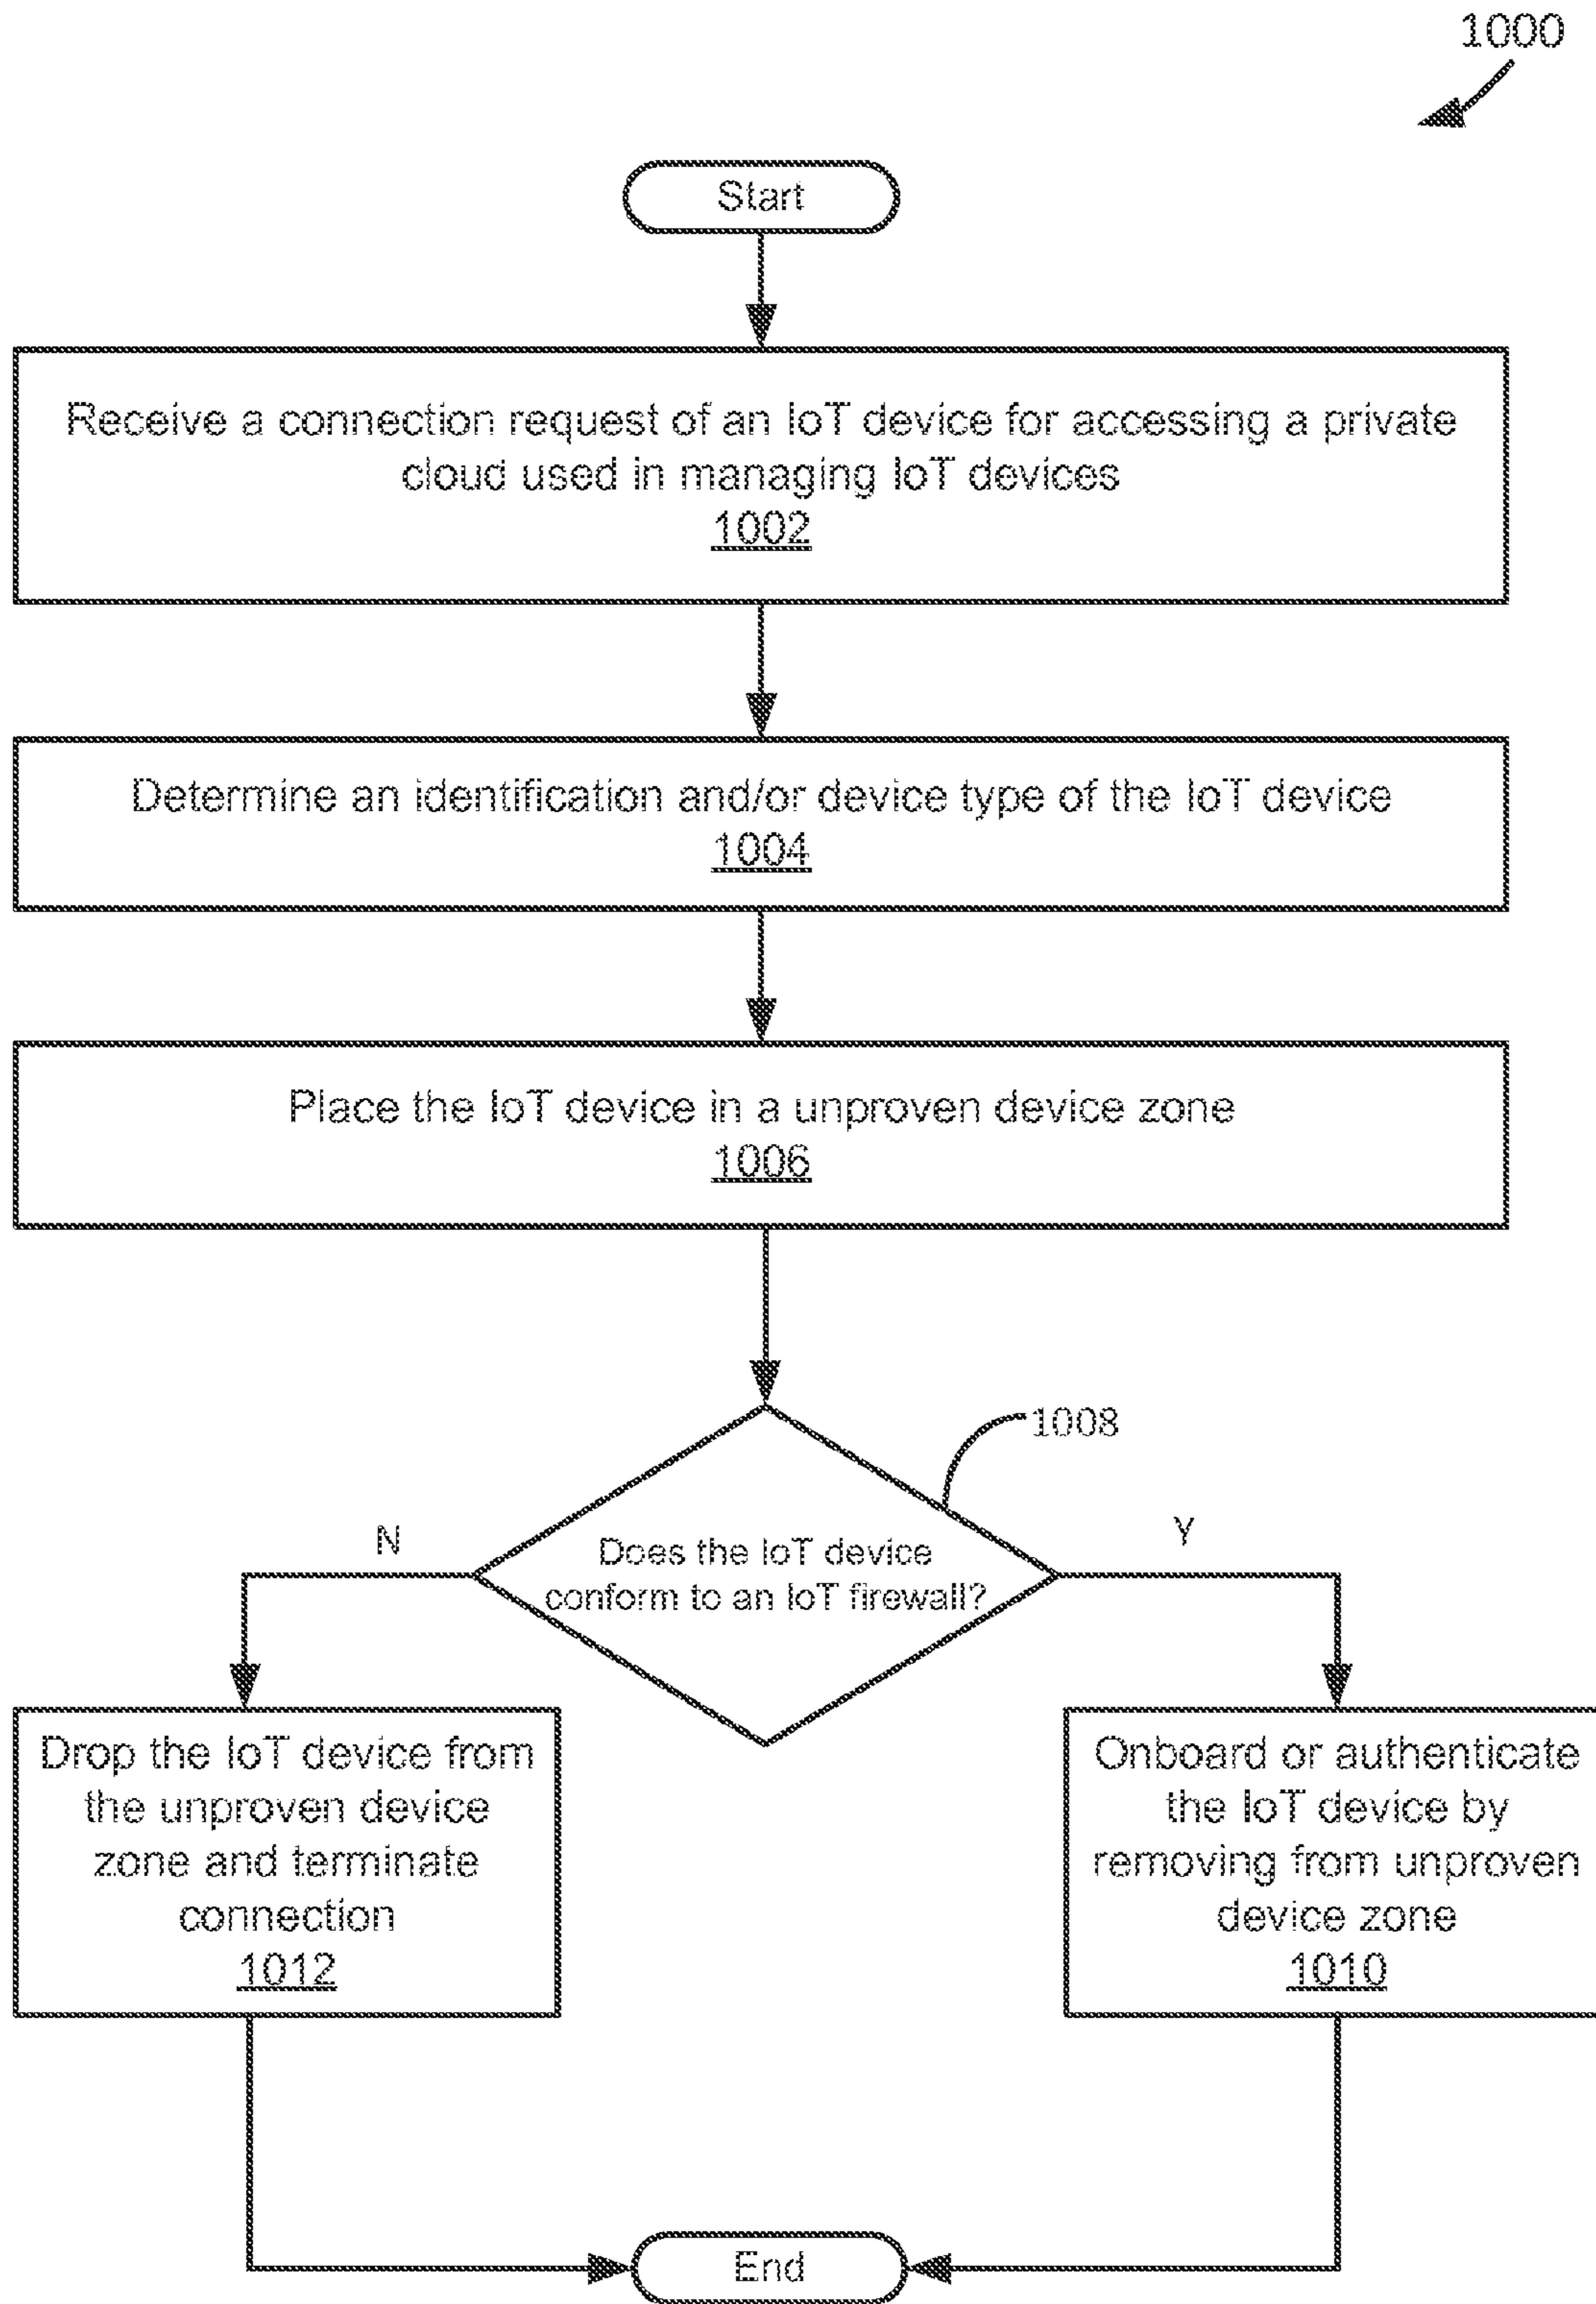 1000
Start
Receive a connection request of an IoT device for accessing a private
cloud used in managing IoT devices
1002
Determine an identification and/or device type of the IoT device
1004
Place the IoT device in a unproven device zone
1006
1008
N
Y
Does the IoT device
conform to an IoT firewall?
Drop the IoT device from
the unproven device
zone and terminate
connection
1012
Onboard or authenticate
the IoT device by
removing from unproven
device zone
1010
End